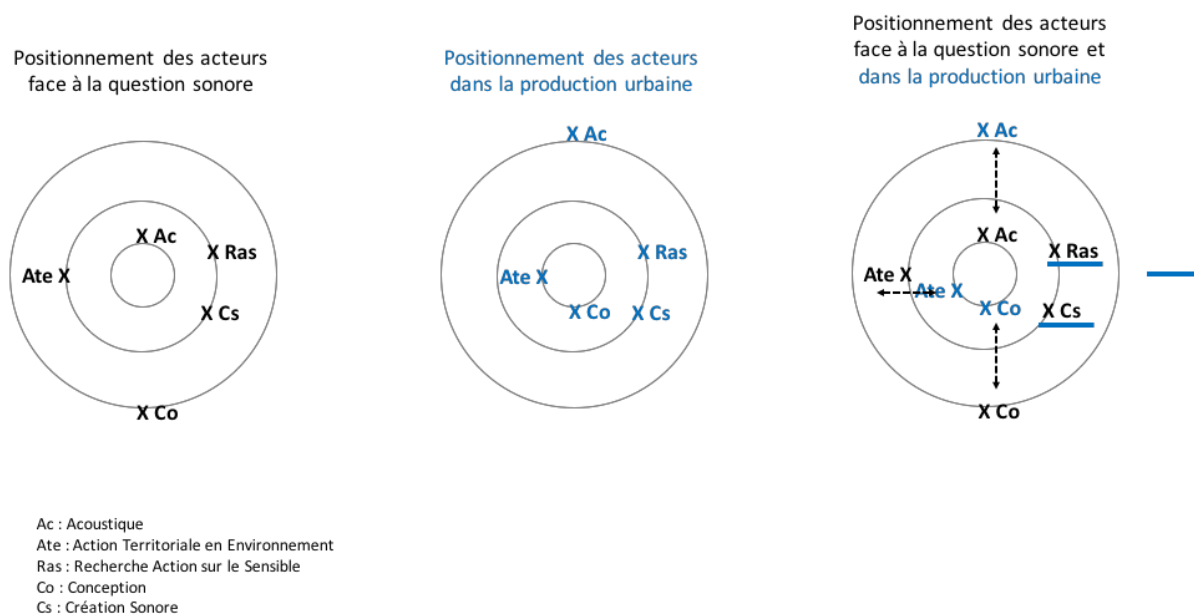 Positionnement des acteurs
face à la question sonore
X Ac
X Ras
Ate X
X Cs
X Co
Positionnement des acteurs
dans la production urbaine
X Ac
X Ras
Ate X
X Co
X Cs
Positionnement des acteurs
face à la question sonore et
dans la production urbaine
X Ac
X Ac
X Ras
Ate X
Ate X
X Co
X Cs
X Co
Ac : Acoustique
Ate : Action Territoriale en Environnement
Ras : Recherche Action sur le Sensible
Co : Conception
Cs : Création Sonore